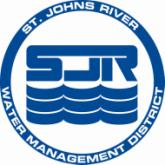 ST. JOHNS RIVER
SJR
WATER MANAGEMENT DISTRICT